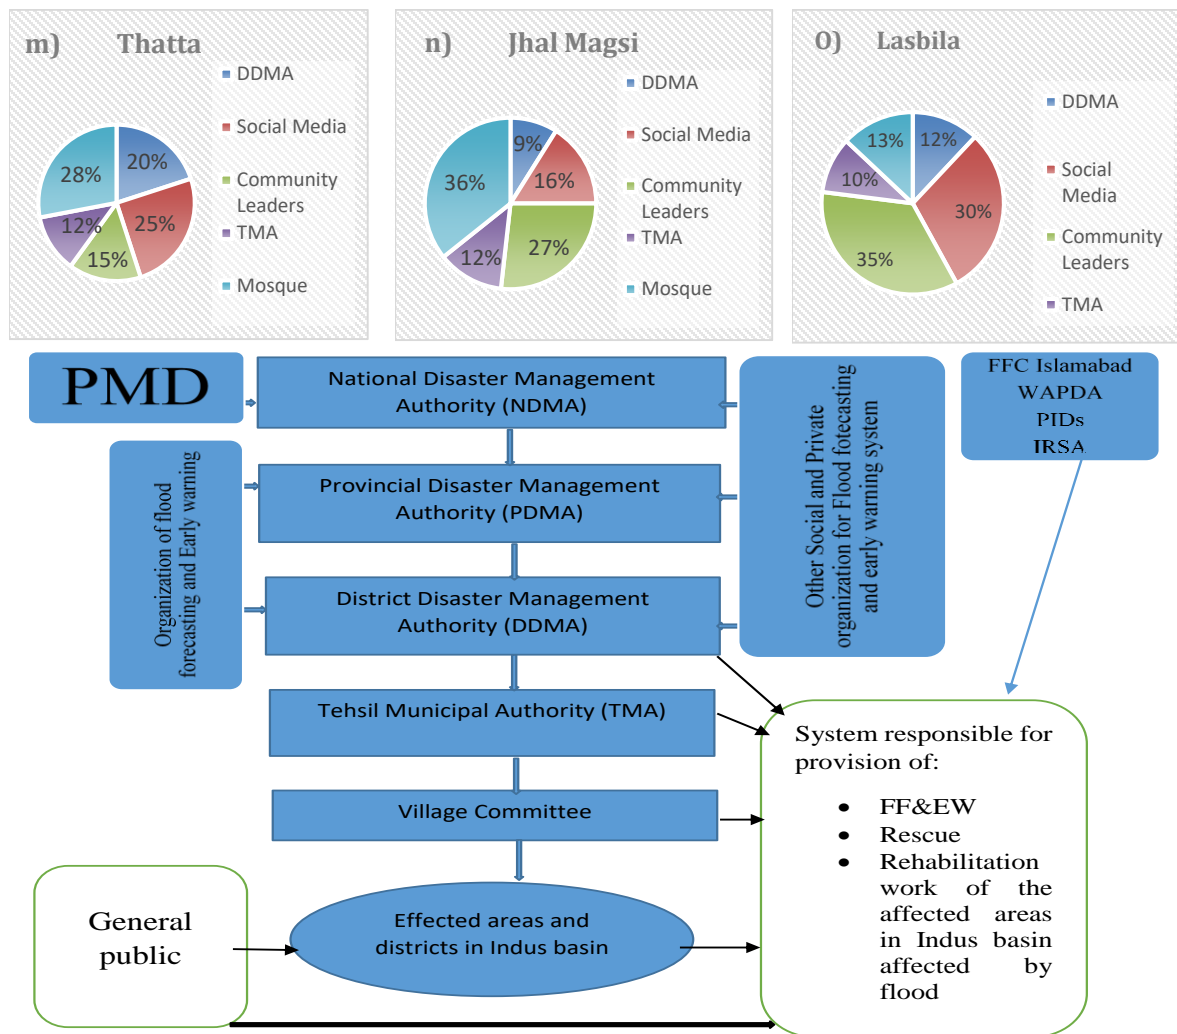 m) Thatta
DDMA
Social Media
Community
Leaders
TMA
Mosque
20%
25%
15%
12%
28%
n) Jhal Magsi
DDMA
Social Media
Community
Leaders
TMA
Mosque
9%
16%
27%
12%
36%
O) Lasbila
DDMA
Social
Media
Community
Leaders
TMA
12%
30%
35%
10%
13%
PMD
National Disaster Management
Authority (NDMA)
FFC Islamabad
WAPDA
PIDs
IRSA
Organization of flood
forecasting and Early warning
Provincial Disaster Management
Authority (PDMA)
Other Social and Private
organization for Flood fotecasting
and early warning system
District Disaster Management
Authority (DDMA)
Tehsil Municipal Authority (TMA)
Village Committee
General
public
Effected areas and
districts in Indus basin
System responsible for
provision of:
• FF&EW
• Rescue
• Rehabilitation
work of the
affected areas
in Indus basin
affected by
flood